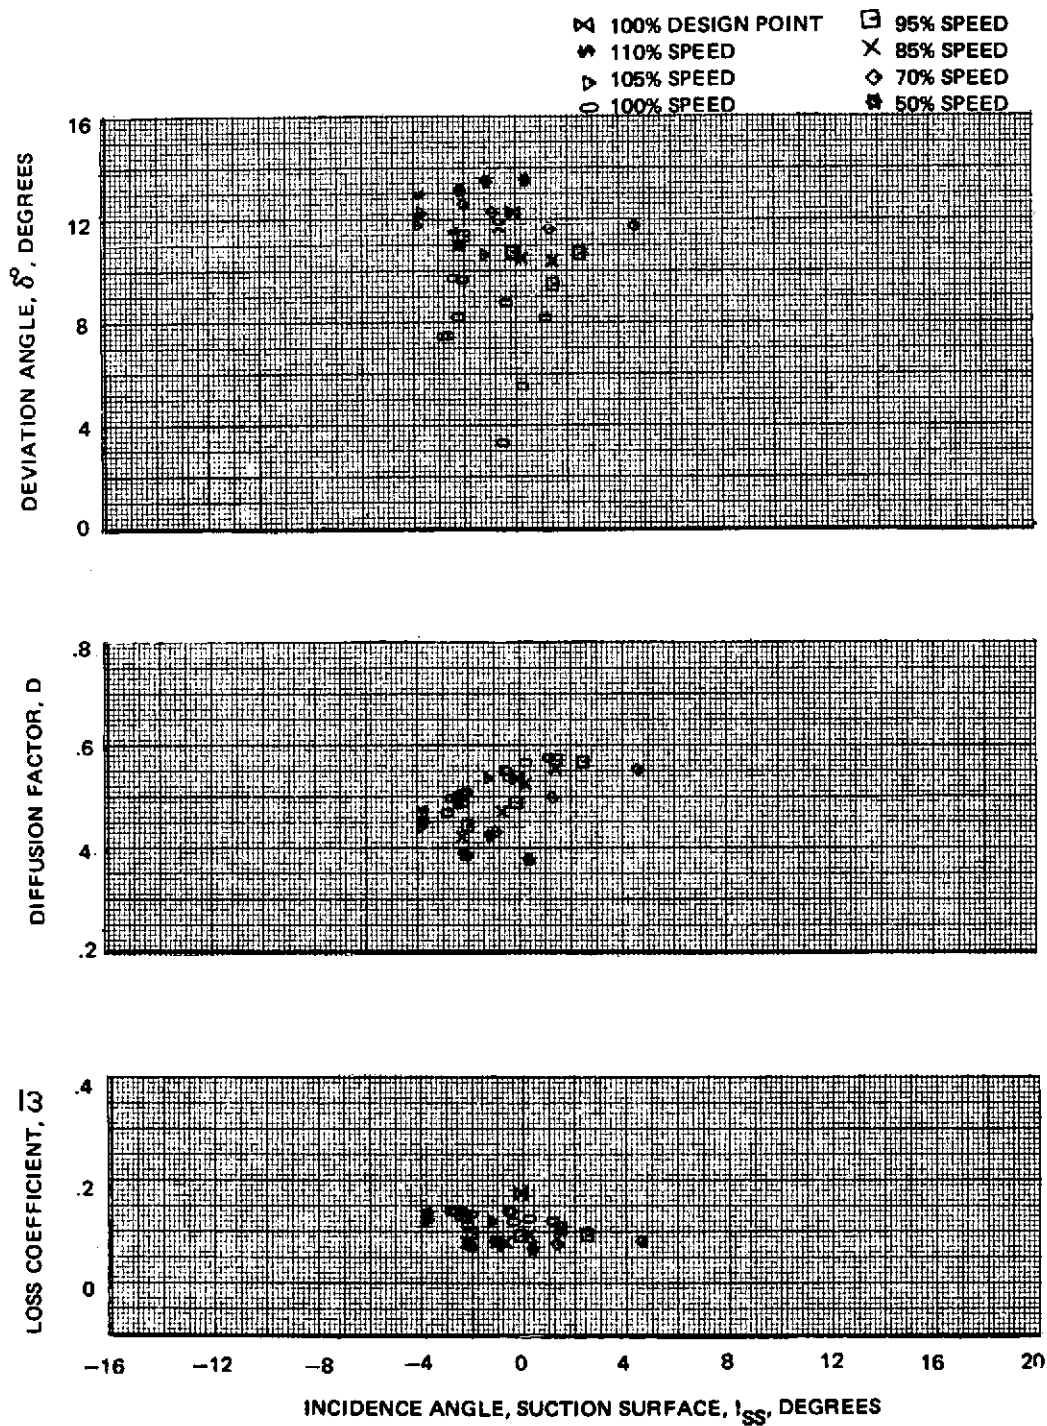 100% DESIGN POINT
110% SPEED
105% SPEED
100% SPEED
95% SPEED
85% SPEED
70% SPEED
50% SPEED
DEVIATION ANGLE, δ°, DEGREES
16
12
8
4
0
DIFFUSION FACTOR, D
.8
.6
.4
.2
LOSS COEFFICIENT, ω̅
.4
.2
0
−16 −12 −8 −4 0 4 8 12 16 20
INCIDENCE ANGLE, SUCTION SURFACE, I_SS, DEGREES